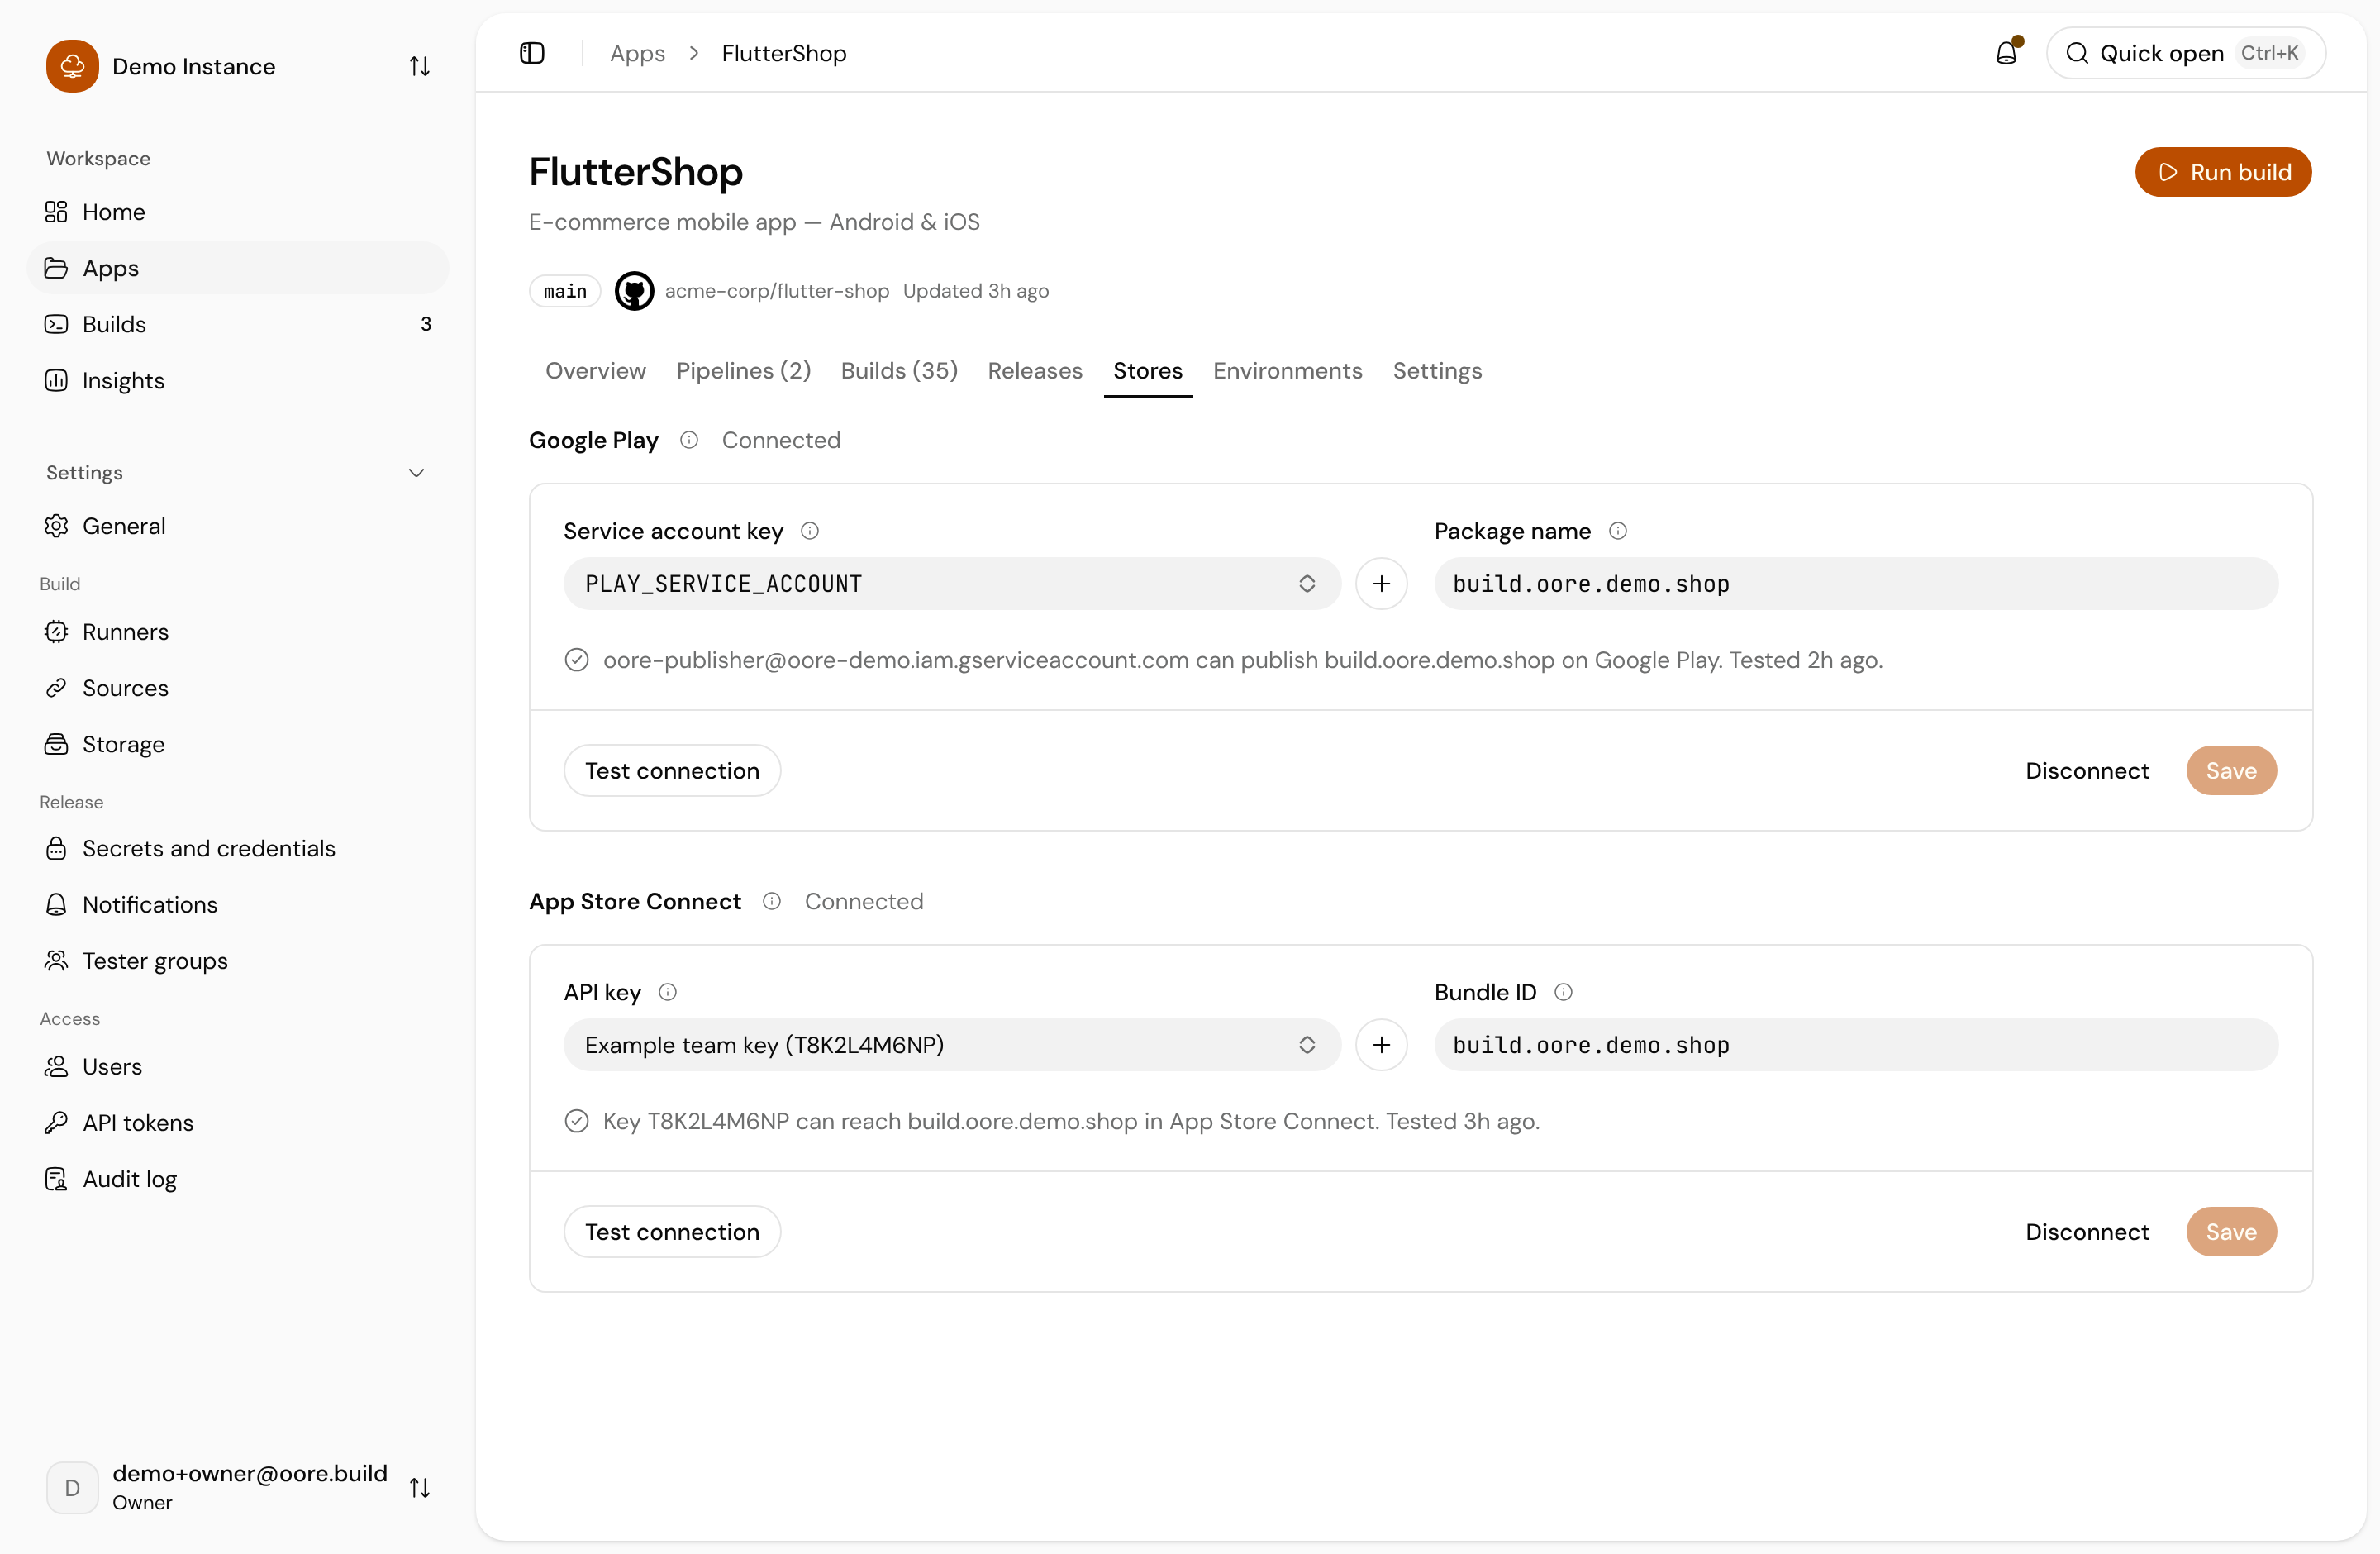 Demo Instance
Workspace
Home
Apps
Builds 3
Insights
Settings
General
Build
Runners
Sources
Storage
Release
Secrets and credentials
Notifications
Tester groups
Access
Users
API tokens
Audit log
D
demo+owner@oore.build
Owner
Apps > FlutterShop
Quick open Ctrl+K
FlutterShop
Run build
E-commerce mobile app — Android & iOS
main acme-corp/flutter-shop Updated 3h ago
Overview Pipelines (2) Builds (35) Releases Stores Environments Settings
Google Play Connected
Service account key Package name
PLAY_SERVICE_ACCOUNT build.oore.demo.shop
oore-publisher@oore-demo.iam.gserviceaccount.com can publish build.oore.demo.shop on Google Play. Tested 2h ago.
Test connection Disconnect Save
App Store Connect Connected
API key Bundle ID
Example team key (T8K2L4M6NP) build.oore.demo.shop
Key T8K2L4M6NP can reach build.oore.demo.shop in App Store Connect. Tested 3h ago.
Test connection Disconnect Save